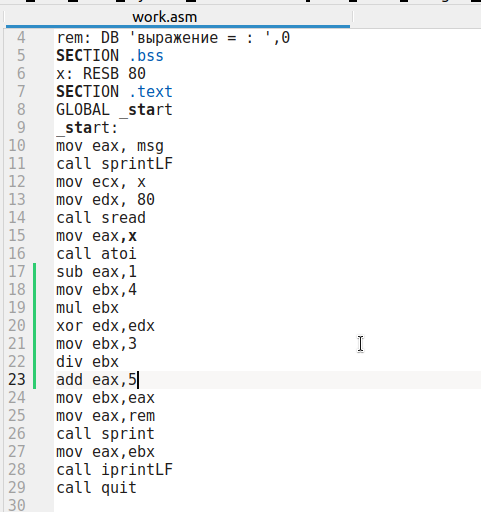 work.asm
4 rem: DB 'выражение = : ',0
5 SECTION .bss
6 x: RESB 80
7 SECTION .text
8 GLOBAL _start
9 _start:
10 mov eax, msg
11 call sprintLF
12 mov ecx, x
13 mov edx, 80
14 call sread
15 mov eax,x
16 call atoi
17 sub eax,1
18 mov ebx,4
19 mul ebx
20 xor edx,edx
21 mov ebx,3
22 div ebx
23 add eax,5
24 mov ebx,eax
25 mov eax,rem
26 call sprint
27 mov eax,ebx
28 call iprintLF
29 call quit
30